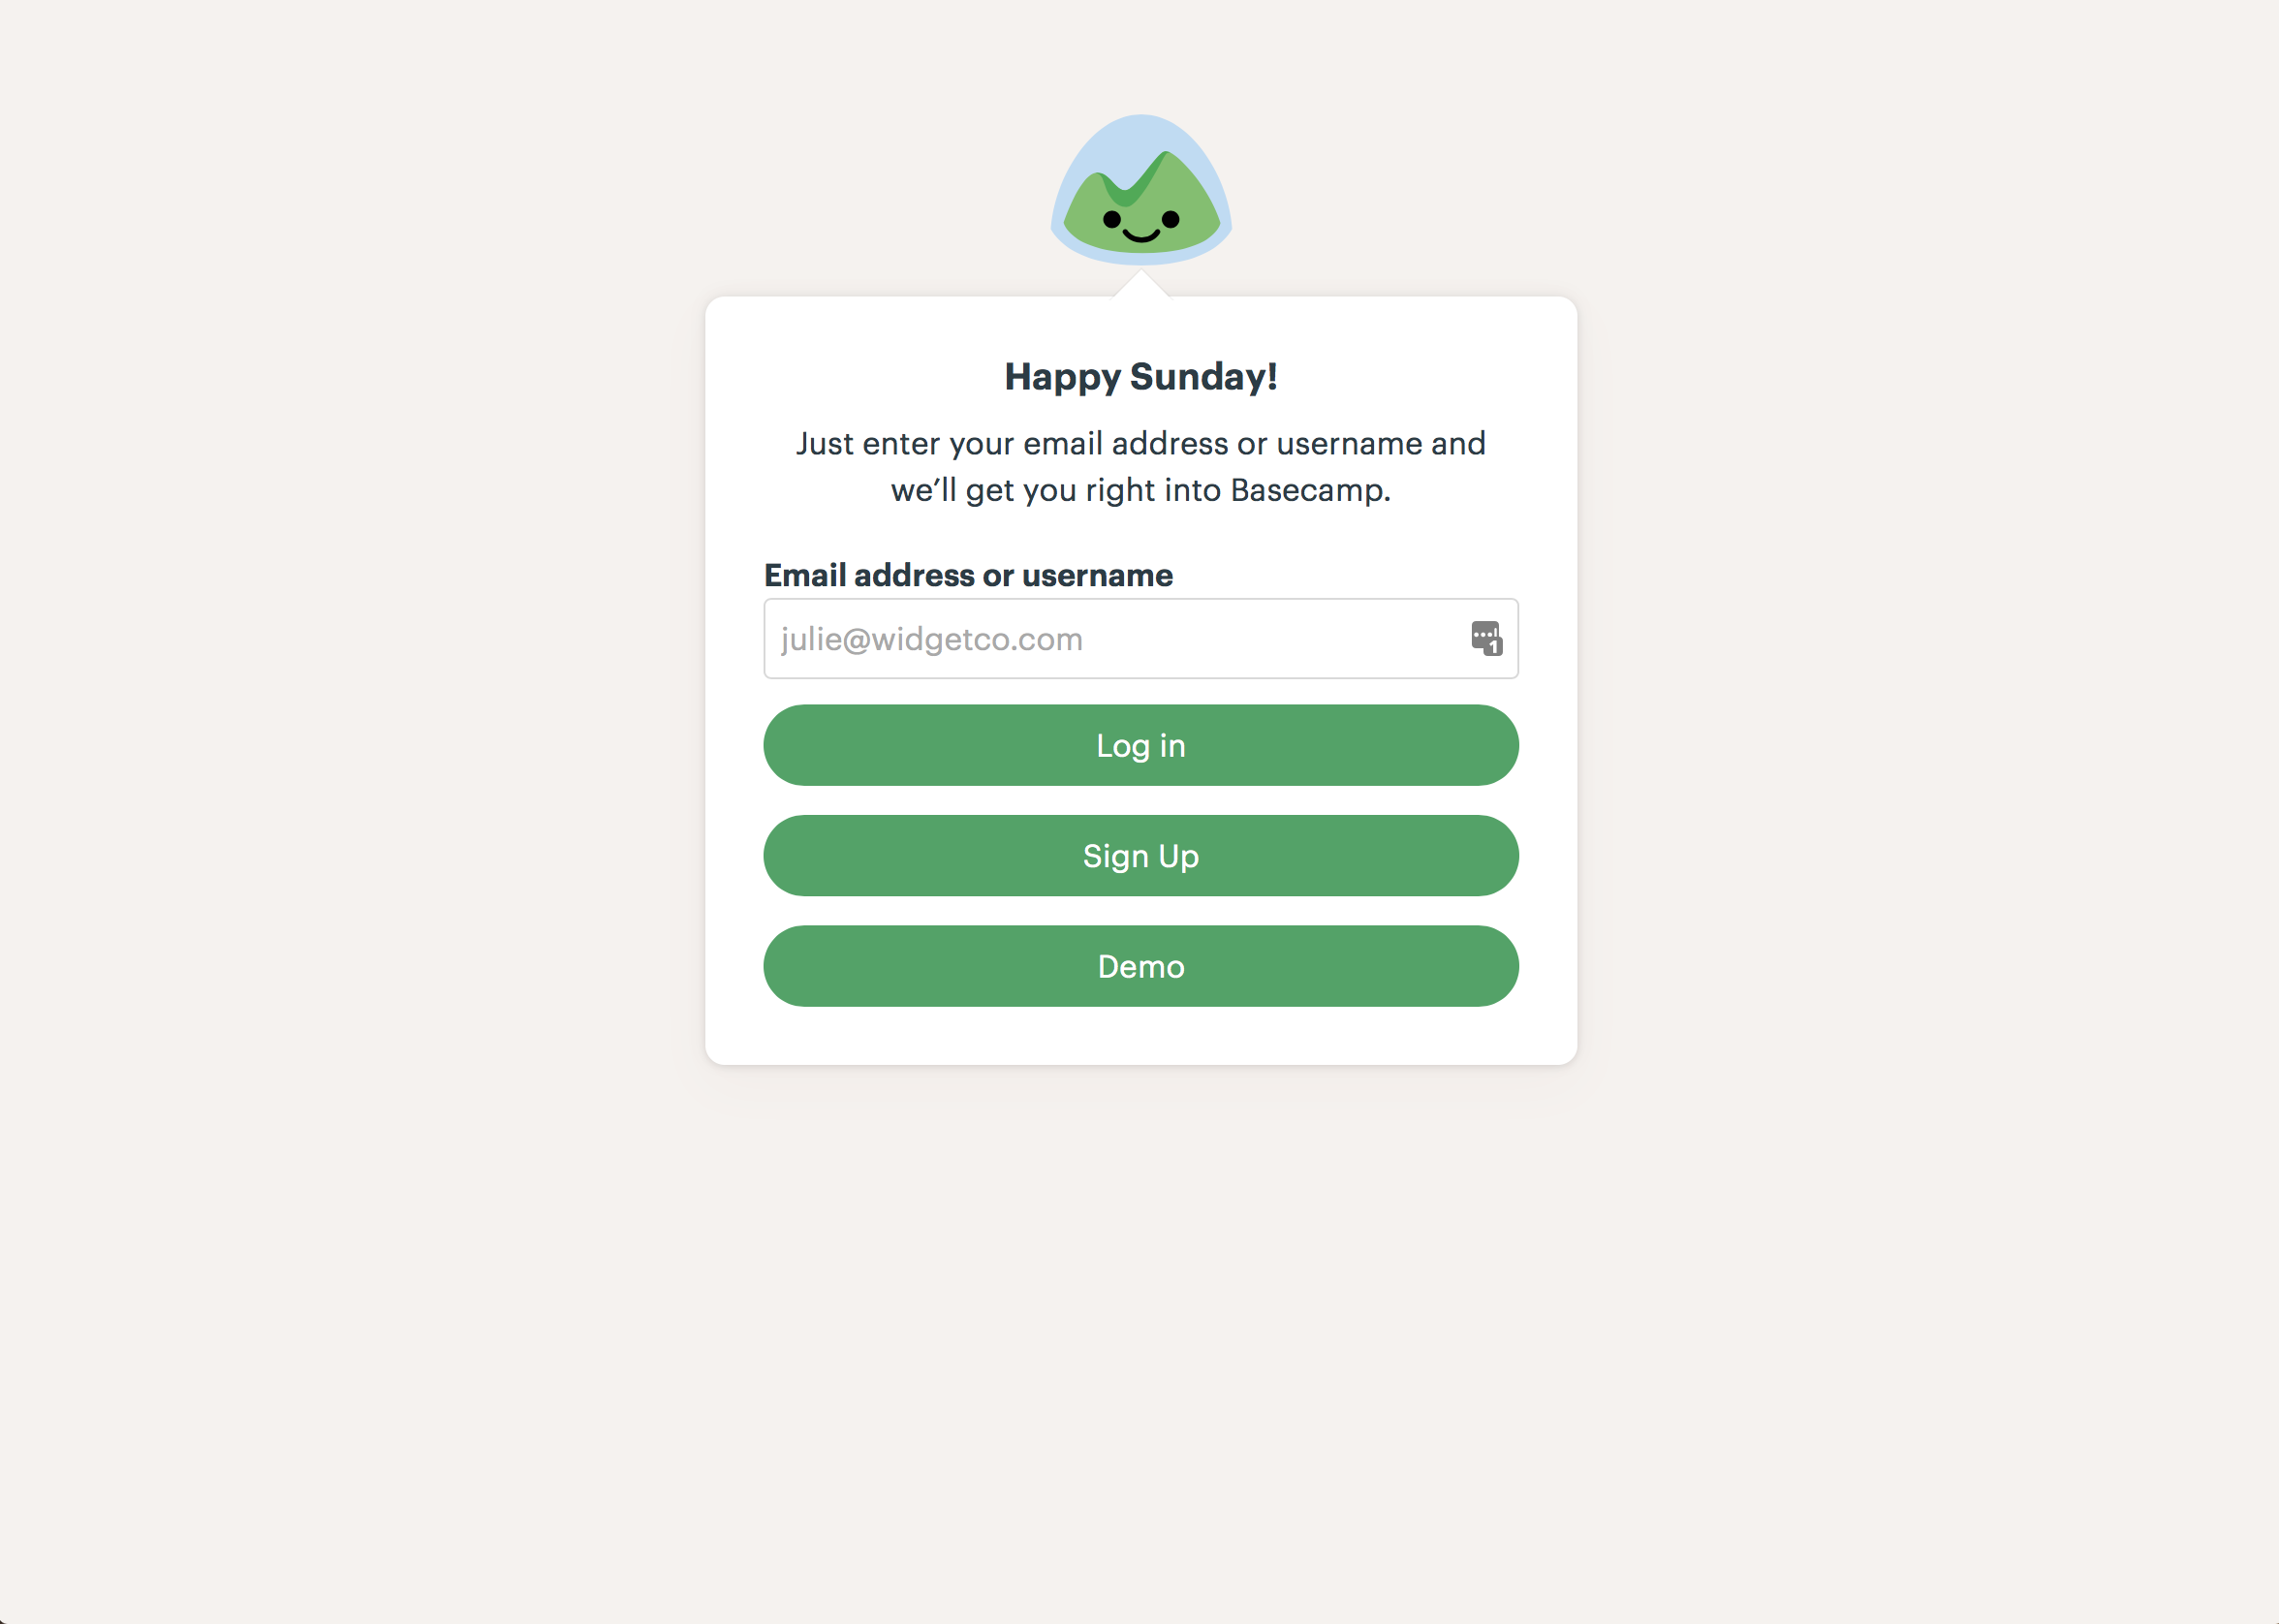 Happy Sunday!
Just enter your email address or username and
we’ll get you right into Basecamp.
Email address or username
julie@widgetco.com
1
Log in
Sign Up
Demo